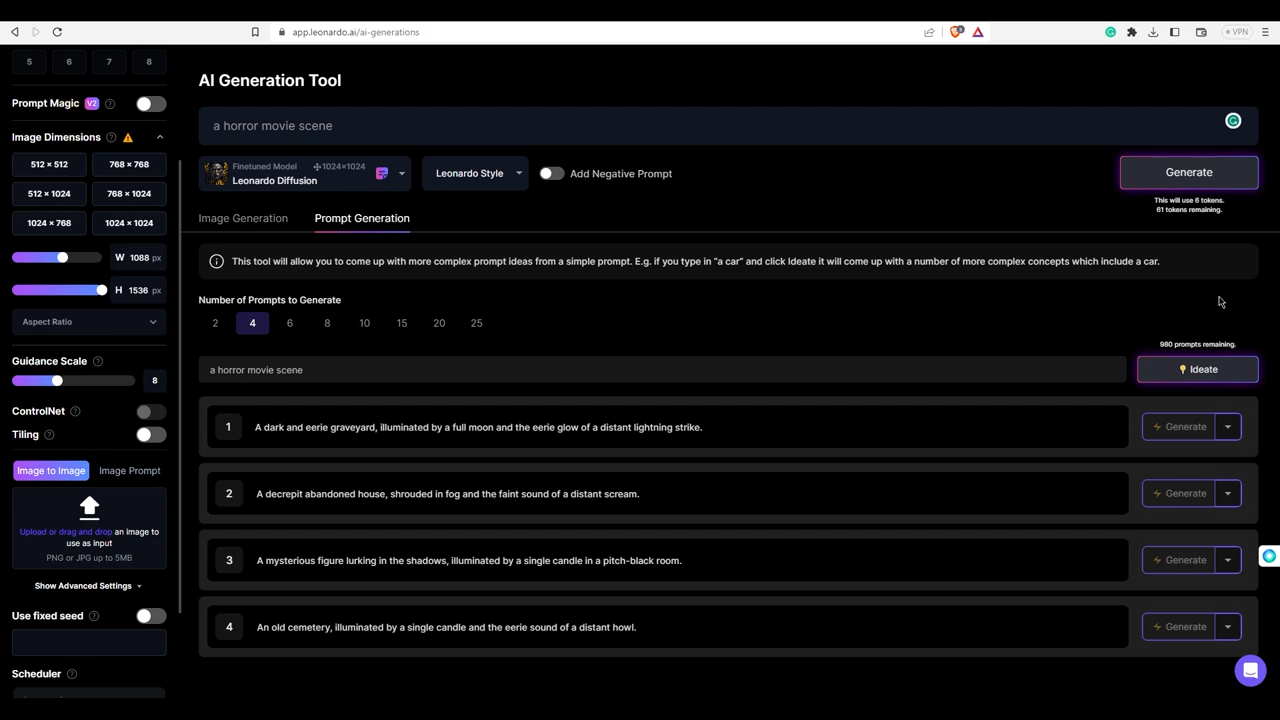 app.leonardo.ai/ai-generations
VPN
5 6 7 8
Prompt Magic V2
Image Dimensions
512 × 512 768 × 768
512 × 1024 768 × 1024
1024 × 768 1024 × 1024
W 1088 px
H 1536 px
Aspect Ratio
Guidance Scale
8
ControlNet
Tiling
Image to Image Image Prompt
Upload or drag and drop an image to
use as input
PNG or JPG up to 5MB
Show Advanced Settings
Use fixed seed
Scheduler
AI Generation Tool
a horror movie scene
Finetuned Model 1024×1024
Leonardo Diffusion
Leonardo Style
Add Negative Prompt
Generate
This will use 6 tokens.
61 tokens remaining.
Image Generation Prompt Generation
This tool will allow you to come up with more complex prompt ideas from a simple prompt. E.g. if you type in "a car" and click Ideate it will come up with a number of more complex concepts which include a car.
Number of Prompts to Generate
2 4 6 8 10 15 20 25
980 prompts remaining.
a horror movie scene
Ideate
1 A dark and eerie graveyard, illuminated by a full moon and the eerie glow of a distant lightning strike. Generate
2 A decrepit abandoned house, shrouded in fog and the faint sound of a distant scream. Generate
3 A mysterious figure lurking in the shadows, illuminated by a single candle in a pitch-black room. Generate
4 An old cemetery, illuminated by a single candle and the eerie sound of a distant howl. Generate